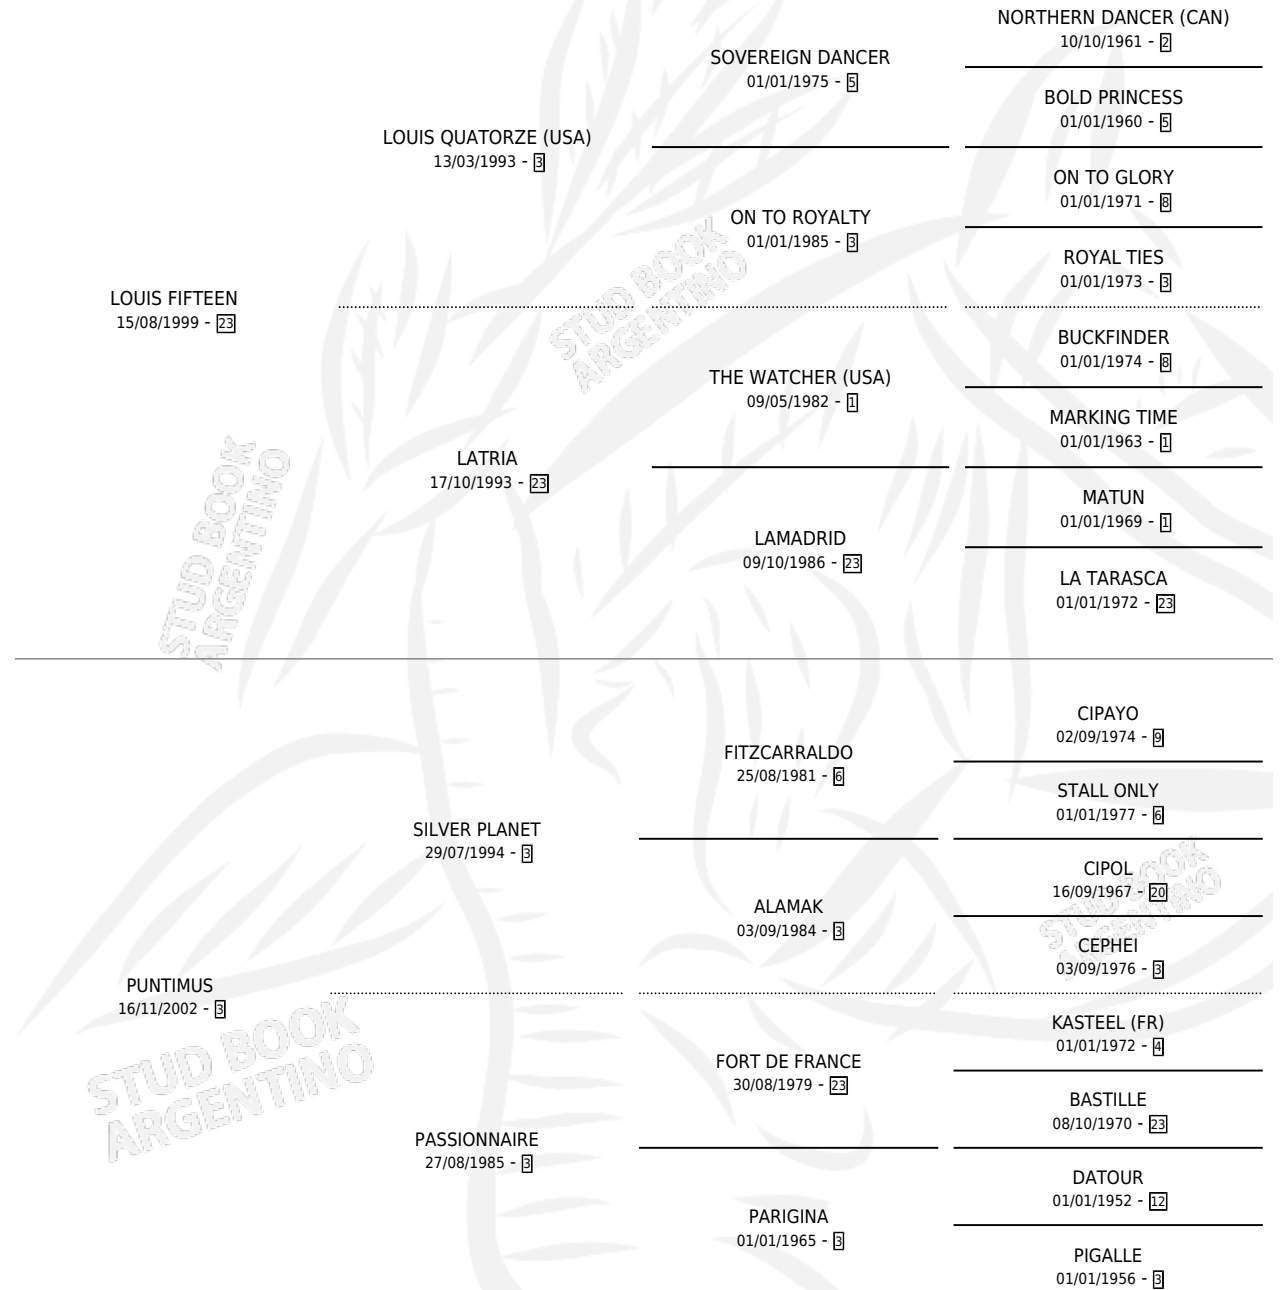 NORTHERN DANCER (CAN)
10/10/1961 - 2
SOVEREIGN DANCER
01/01/1975 - 5
BOLD PRINCESS
01/01/1960 - 5
LOUIS QUATORZE (USA)
13/03/1993 - 3
ON TO GLORY
01/01/1971 - 8
ON TO ROYALTY
01/01/1985 - 3
ROYAL TIES
01/01/1973 - 3
LOUIS FIFTEEN
15/08/1999 - 23
BUCKFINDER
01/01/1974 - 8
THE WATCHER (USA)
09/05/1982 - 1
MARKING TIME
01/01/1963 - 1
LATRIA
17/10/1993 - 23
MATUN
01/01/1969 - 1
LAMADRID
09/10/1986 - 23
LA TARASCA
01/01/1972 - 23
CIPAYO
02/09/1974 - 9
FITZCARRALDO
25/08/1981 - 6
STALL ONLY
01/01/1977 - 6
SILVER PLANET
29/07/1994 - 3
CIPOL
16/09/1967 - 20
ALAMAK
03/09/1984 - 3
CEPHEI
03/09/1976 - 3
PUNTIMUS
16/11/2002 - 3
KASTEEL (FR)
01/01/1972 - 4
FORT DE FRANCE
30/08/1979 - 23
BASTILLE
08/10/1970 - 23
PASSIONNAIRE
27/08/1985 - 3
DATOUR
01/01/1952 - 12
PARIGINA
01/01/1965 - 3
PIGALLE
01/01/1956 - 3
STUD BOOK
ARGENTINO
STUD BOOK
ARGENTINO
STUD BOOK
ARGENTINO
STUD BOOK
ARGENTINO